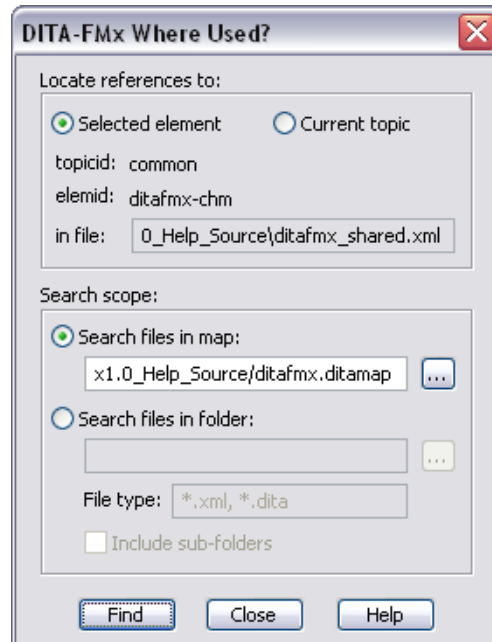 DITA-FMx Where Used?
Locate references to:
Selected element Current topic
topicid: common
elemid: ditafmx-chm
in file: 0_Help_Source\ditafmx_shared.xml
Search scope:
Search files in map:
x1.0_Help_Source/ditafmx.ditamap ...
Search files in folder:
...
File type: *.xml, *.dita
Include sub-folders
Find Close Help